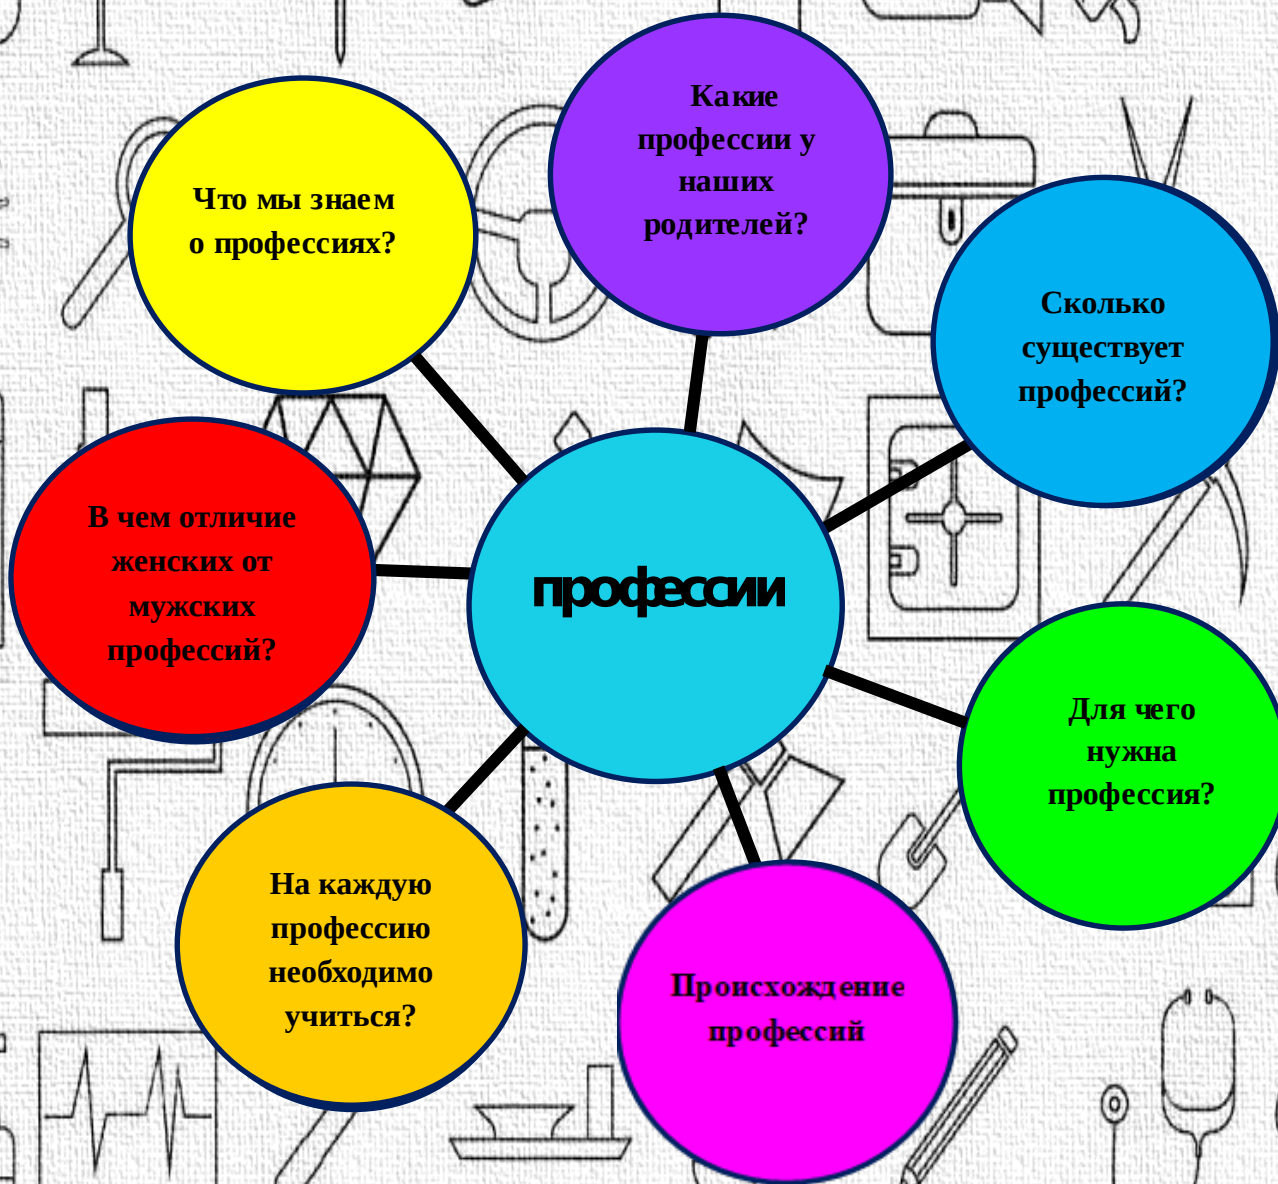 Какие
профессии у
наших
родителей?
Что мы знаем
о профессиях?
Сколько
существует
профессий?
В чем отличие
женских от
мужских
профессий?
профессии
Для чего
нужна
профессия?
На каждую
профессию
необходимо
учиться?
Происхождение
профессий